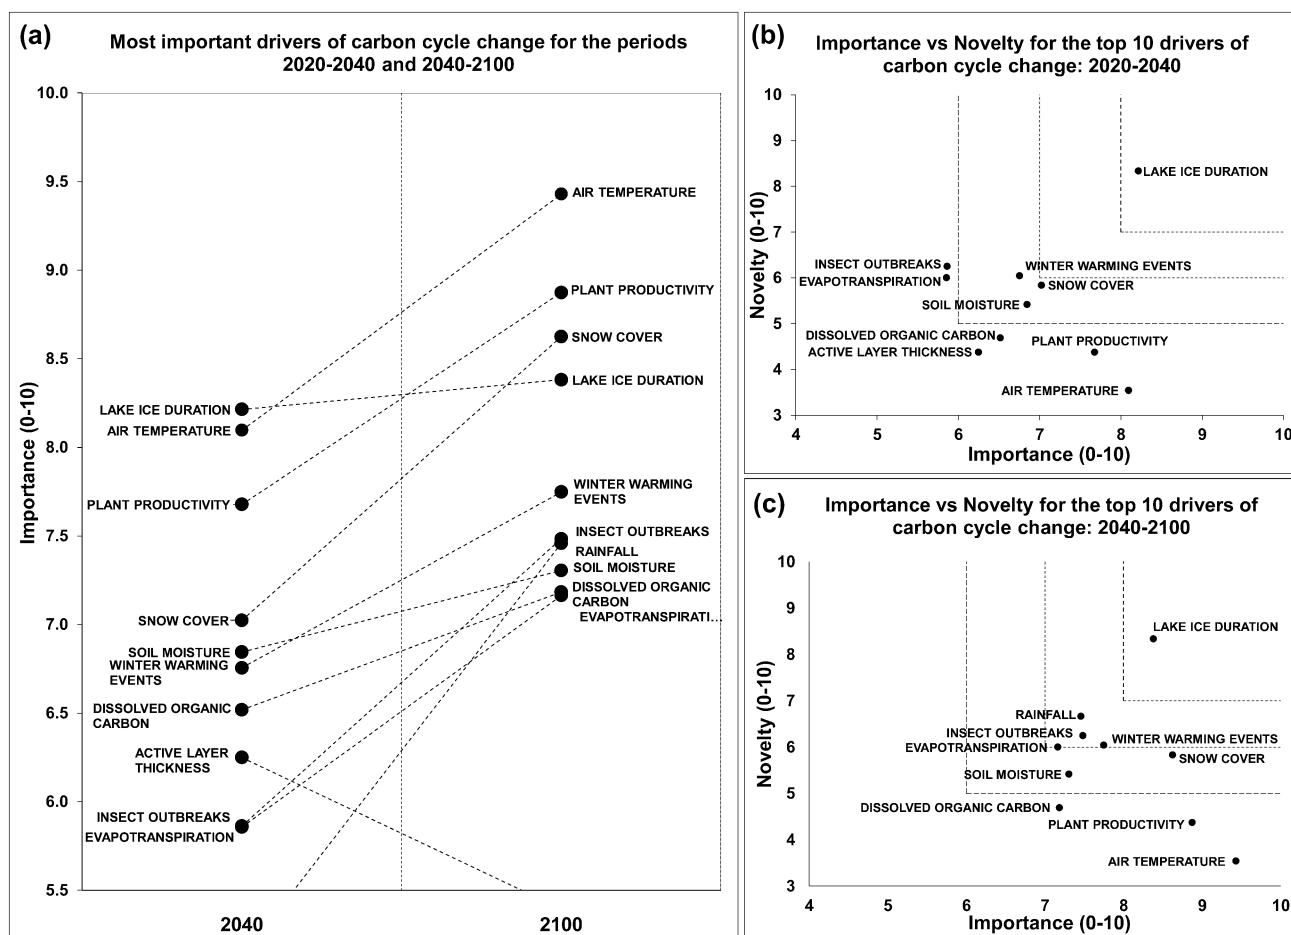 (a)
Most important drivers of carbon cycle change for the periods
2020-2040 and 2040-2100
Importance (0-10)
10.0
9.5
9.0
8.5
8.0
7.5
7.0
6.5
6.0
5.5
LAKE ICE DURATION
AIR TEMPERATURE
PLANT PRODUCTIVITY
SNOW COVER
SOIL MOISTURE
WINTER WARMING
EVENTS
DISSOLVED ORGANIC
CARBON
ACTIVE LAYER
THICKNESS
INSECT OUTBREAKS
EVAPOTRANSPIRATION
AIR TEMPERATURE
PLANT PRODUCTIVITY
SNOW COVER
LAKE ICE DURATION
WINTER WARMING
EVENTS
INSECT OUTBREAKS
RAINFALL
SOIL MOISTURE
DISSOLVED ORGANIC
CARBON
EVAPOTRANSPIRATI...
2040
2100
(b)
Importance vs Novelty for the top 10 drivers of
carbon cycle change: 2020-2040
Novelty (0-10)
10
9
8
7
6
5
4
3
LAKE ICE DURATION
INSECT OUTBREAKS
WINTER WARMING EVENTS
EVAPOTRANSPIRATION
SNOW COVER
SOIL MOISTURE
DISSOLVED ORGANIC CARBON
PLANT PRODUCTIVITY
ACTIVE LAYER THICKNESS
AIR TEMPERATURE
4 5 6 7 8 9 10
Importance (0-10)
(c)
Importance vs Novelty for the top 10 drivers of
carbon cycle change: 2040-2100
Novelty (0-10)
10
9
8
7
6
5
4
3
LAKE ICE DURATION
RAINFALL
INSECT OUTBREAKS
WINTER WARMING EVENTS
EVAPOTRANSPIRATION
SNOW COVER
SOIL MOISTURE
DISSOLVED ORGANIC CARBON
PLANT PRODUCTIVITY
AIR TEMPERATURE
4 5 6 7 8 9 10
Importance (0-10)